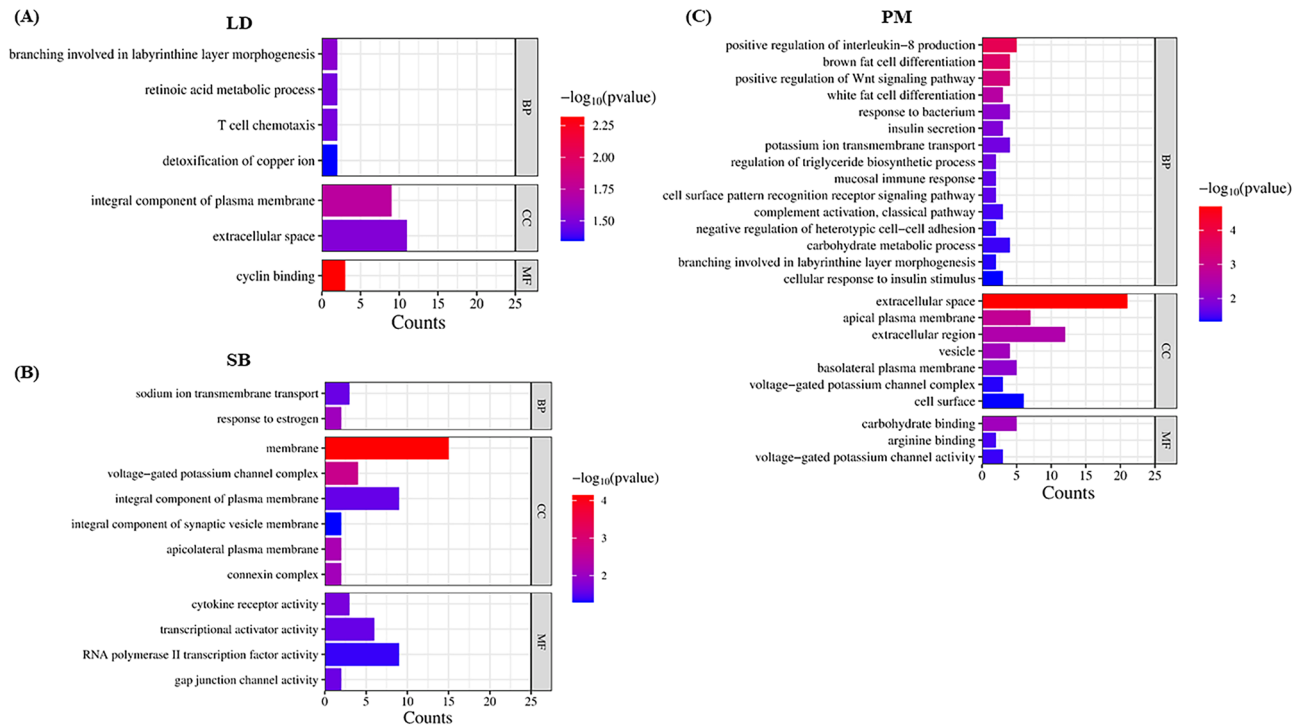 (A)
LD
branching involved in labyrinthine layer morphogenesis
retinoic acid metabolic process
T cell chemotaxis
detoxification of copper ion
BP
integral component of plasma membrane
extracellular space
CC
cyclin binding
MF
0 5 10 15 20 25
Counts
−log10(pvalue)
2.25
2.00
1.75
1.50
(B)
SB
sodium ion transmembrane transport
response to estrogen
BP
membrane
voltage−gated potassium channel complex
integral component of plasma membrane
integral component of synaptic vesicle membrane
apicolateral plasma membrane
connexin complex
CC
cytokine receptor activity
transcriptional activator activity
RNA polymerase II transcription factor activity
gap junction channel activity
MF
0 5 10 15 20 25
Counts
−log10(pvalue)
4
3
2
(C)
PM
positive regulation of interleukin−8 production
brown fat cell differentiation
positive regulation of Wnt signaling pathway
white fat cell differentiation
response to bacterium
insulin secretion
potassium ion transmembrane transport
regulation of triglyceride biosynthetic process
mucosal immune response
cell surface pattern recognition receptor signaling pathway
complement activation, classical pathway
negative regulation of heterotypic cell−cell adhesion
carbohydrate metabolic process
branching involved in labyrinthine layer morphogenesis
cellular response to insulin stimulus
BP
extracellular space
apical plasma membrane
extracellular region
vesicle
basolateral plasma membrane
voltage−gated potassium channel complex
cell surface
CC
carbohydrate binding
arginine binding
voltage−gated potassium channel activity
MF
0 5 10 15 20 25
Counts
−log10(pvalue)
4
3
2